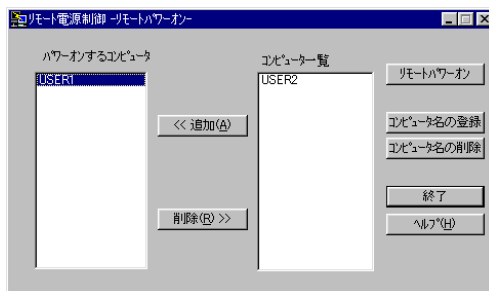 リモート電源制御 -リモートパワーオン-
パワーオンするコンピュータ
コンピューター覧
USER1
USER2
リモートパワーオン
<< 追加(A)
コンピュータ名の登録
コンピュータ名の削除
終了
削除(R) >>
ヘルプ(H)